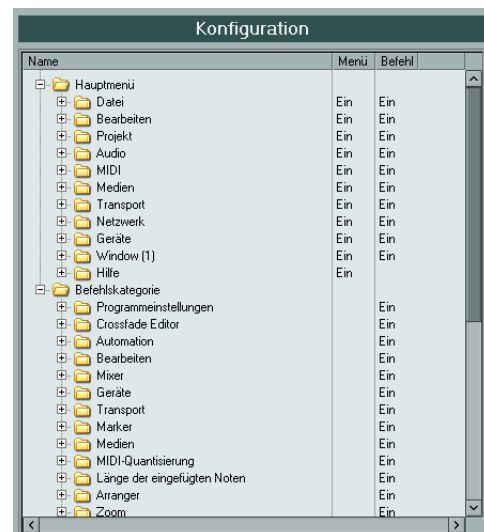 Konfiguration
Name Menü Befehl
Hauptmenü
Datei Ein Ein
Bearbeiten Ein Ein
Projekt Ein Ein
Audio Ein Ein
MIDI Ein Ein
Medien Ein Ein
Transport Ein Ein
Netzwerk Ein Ein
Geräte Ein Ein
Window (1) Ein Ein
Hilfe Ein
Befehlskategorie
Programmeinstellungen Ein
Crossfade Editor Ein
Automation Ein
Bearbeiten Ein
Mixer Ein
Geräte Ein
Transport Ein
Marker Ein
Medien Ein
MIDI-Quantisierung Ein
Länge der eingefügten Noten Ein
Arranger Ein
Zoom Ein